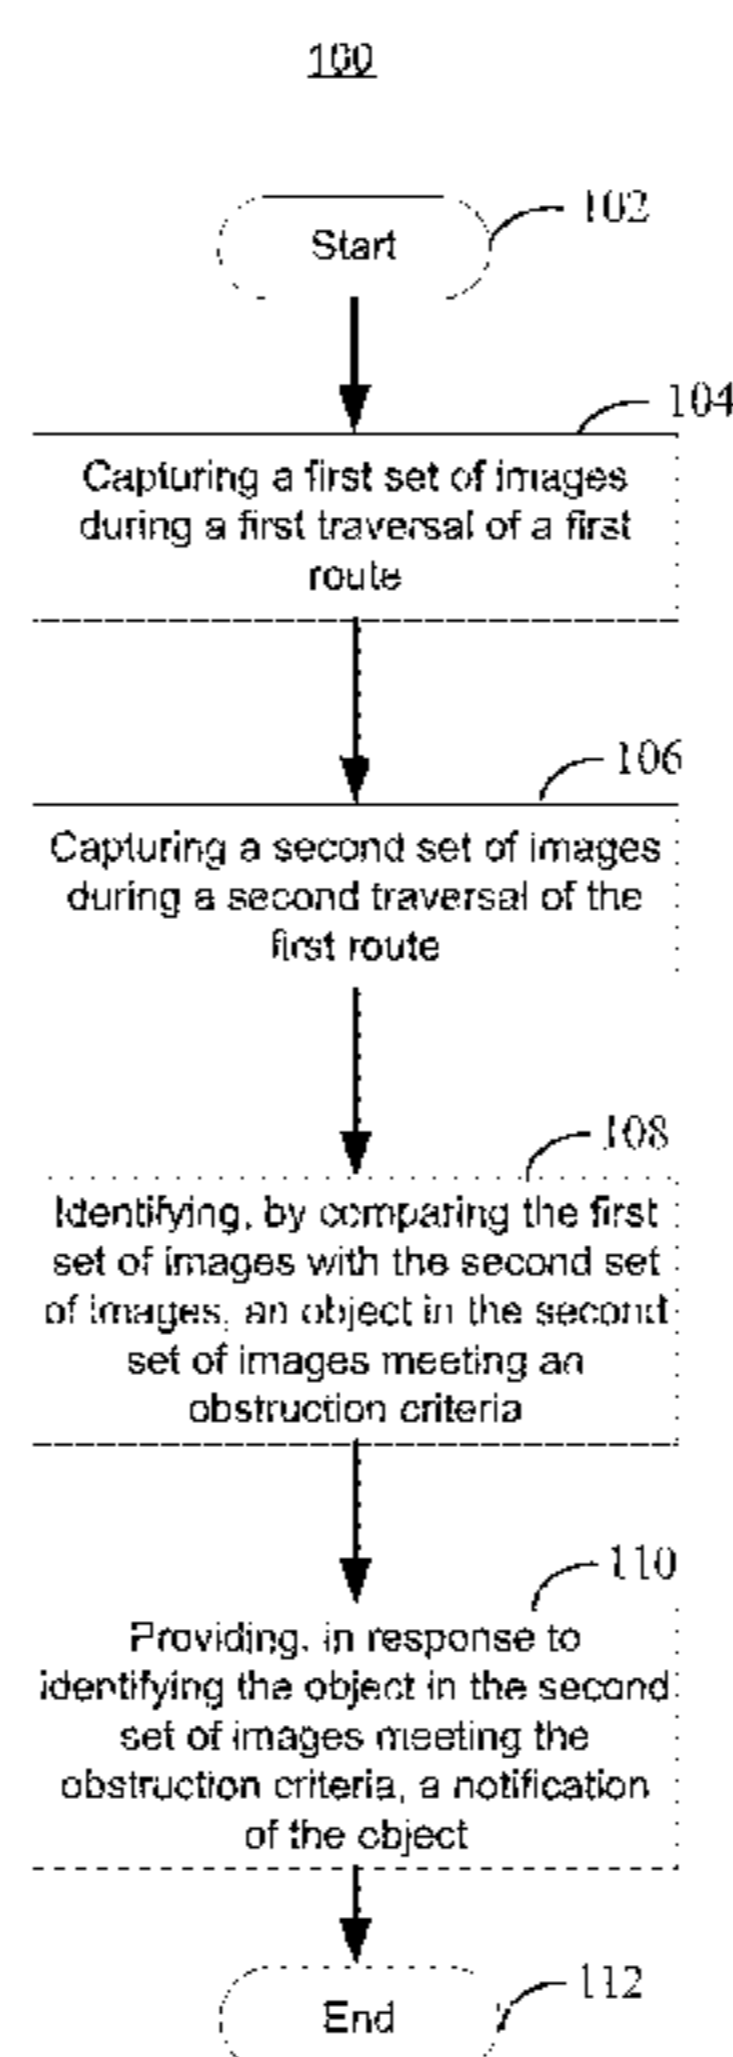 100
Start
102
104
Capturing a first set of images
during a first traversal of a first
route
106
Capturing a second set of images
during a second traversal of the
first route
108
Identifying, by comparing the first
set of images with the second set
of images, an object in the second
set of images meeting an
obstruction criteria
110
Providing, in response to
identifying the object in the second
set of images meeting the
obstruction criteria, a notification
of the object
112
End